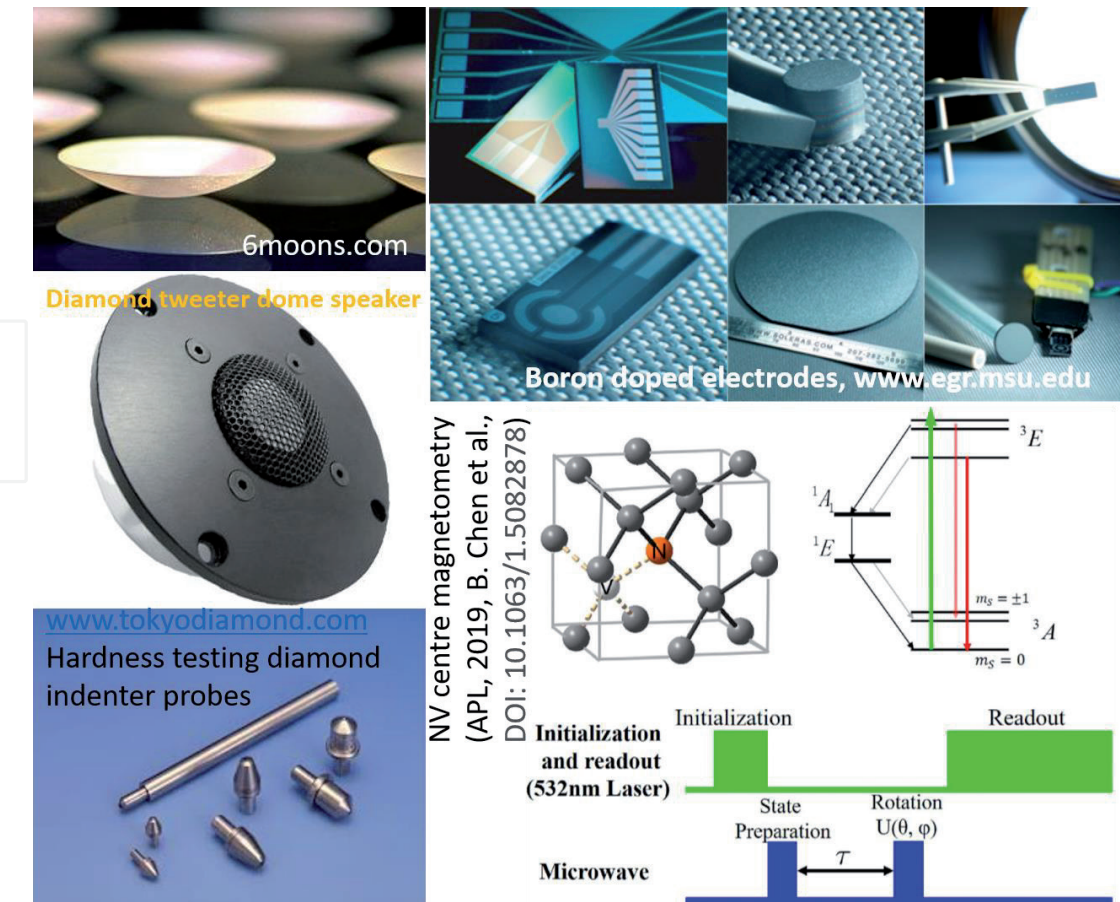 6moons.com
Diamond tweeter dome speaker
www.tokyodiamond.com
Hardness testing diamond
indenter probes
Boron doped electrodes, www.egr.msu.edu
NV centre magnetometry
(APL, 2019, B. Chen et al.,
DOI: 10.1063/1.5082878)
N
V
³E
¹A₁
¹E
mₛ = ±1
³A
mₛ = 0
Initialization
Readout
Initialization
and readout
(532nm Laser)
State
Preparation
Rotation
U(θ, φ)
τ
Microwave